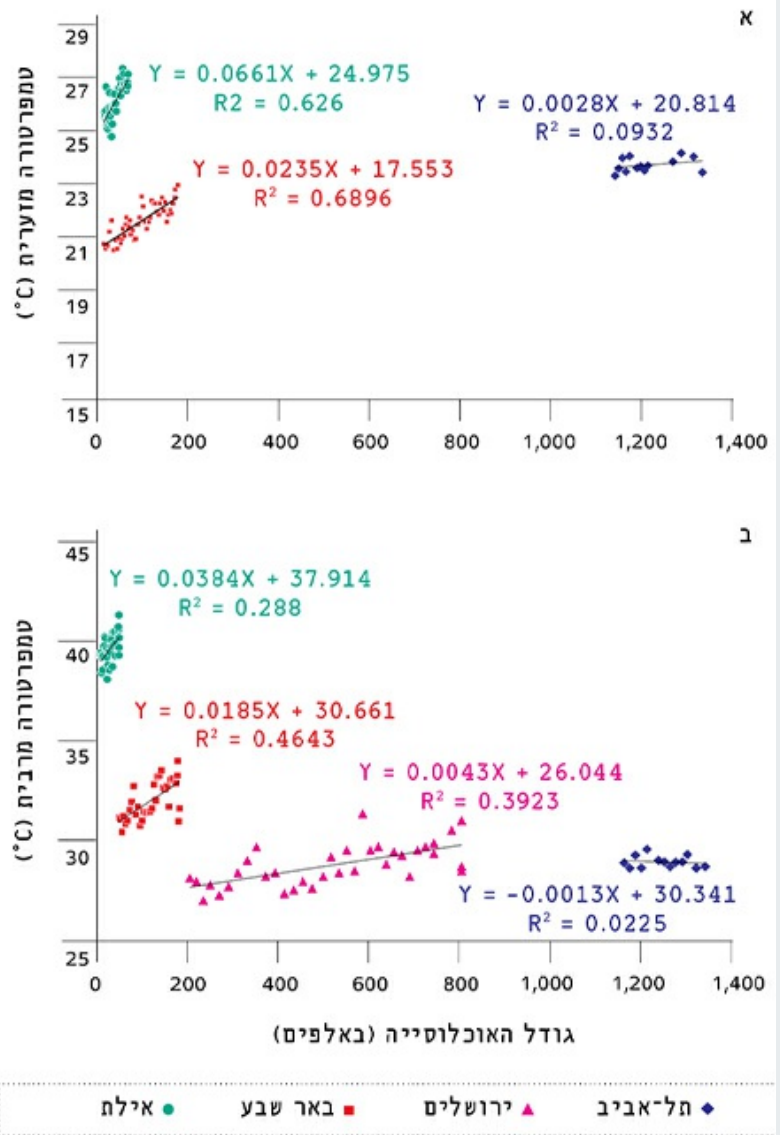 א
טמפרטורה מזערית (°C)
29
27
25
23
21
19
17
15
Y = 0.0661X + 24.975
R2 = 0.626
Y = 0.0028X + 20.814
R² = 0.0932
Y = 0.0235X + 17.553
R² = 0.6896
0 200 400 600 800 1,000 1,200 1,400
ב
טמפרטורה מרבית (°C)
45
40
35
30
25
Y = 0.0384X + 37.914
R² = 0.288
Y = 0.0185X + 30.661
R² = 0.4643
Y = 0.0043X + 26.044
R² = 0.3923
Y = -0.0013X + 30.341
R² = 0.0225
0 200 400 600 800 1,000 1,200 1,400
גודל האוכלוסייה (באלפים)
תל-אביב ירושלים באר שבע אילת